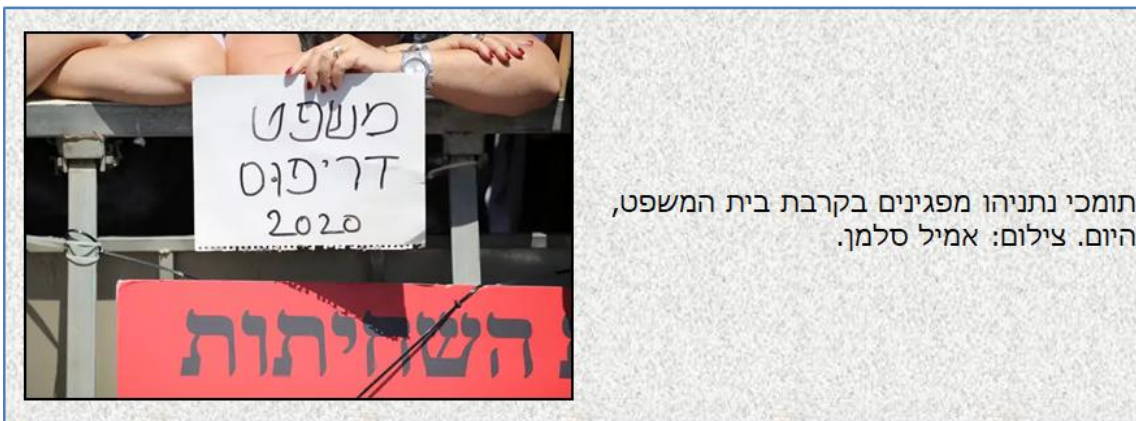 משפט
דריפוס
2020
השחיתות
תומכי נתניהו מפגינים בקרבת בית המשפט,
היום. צילום: אמיל סלמן.